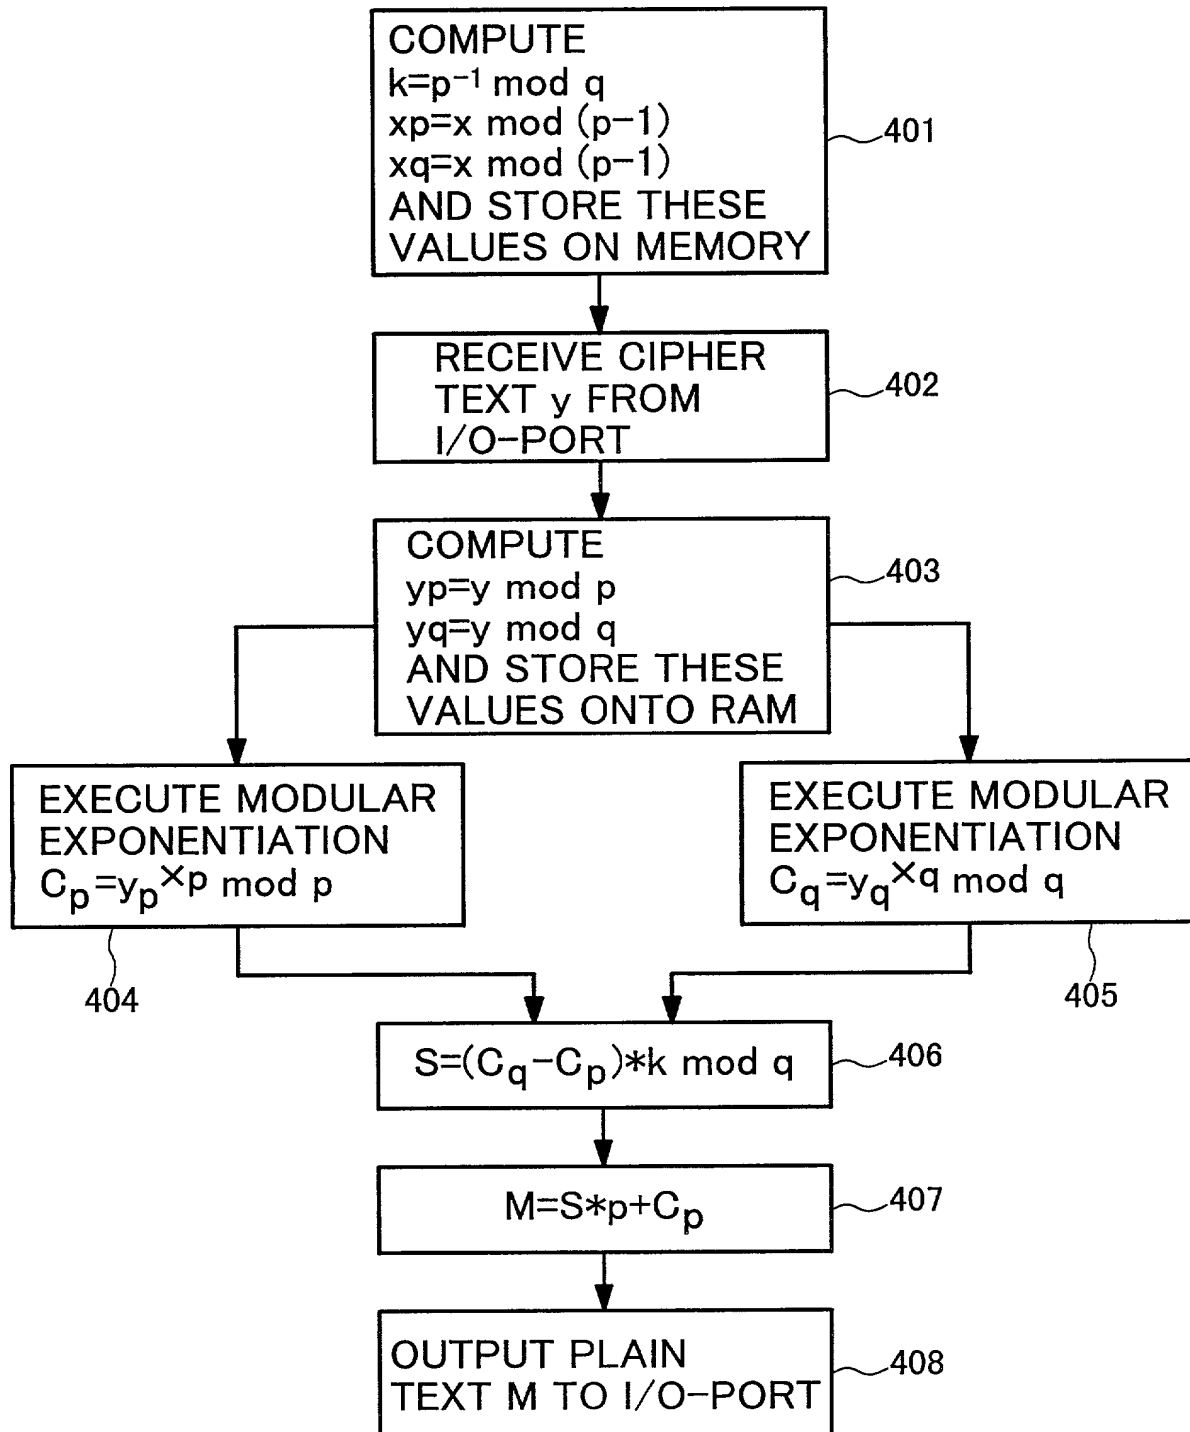 COMPUTE
k=p⁻¹ mod q
xp=x mod (p-1)
xq=x mod (p-1)
AND STORE THESE
VALUES ON MEMORY
401
RECEIVE CIPHER
TEXT y FROM
I/O-PORT
402
COMPUTE
yp=y mod p
yq=y mod q
AND STORE THESE
VALUES ONTO RAM
403
EXECUTE MODULAR
EXPONENTIATION
Cp=yp^xp mod p
404
EXECUTE MODULAR
EXPONENTIATION
Cq=yq^xq mod q
405
S=(Cq-Cp)*k mod q
406
M=S*p+Cp
407
OUTPUT PLAIN
TEXT M TO I/O-PORT
408